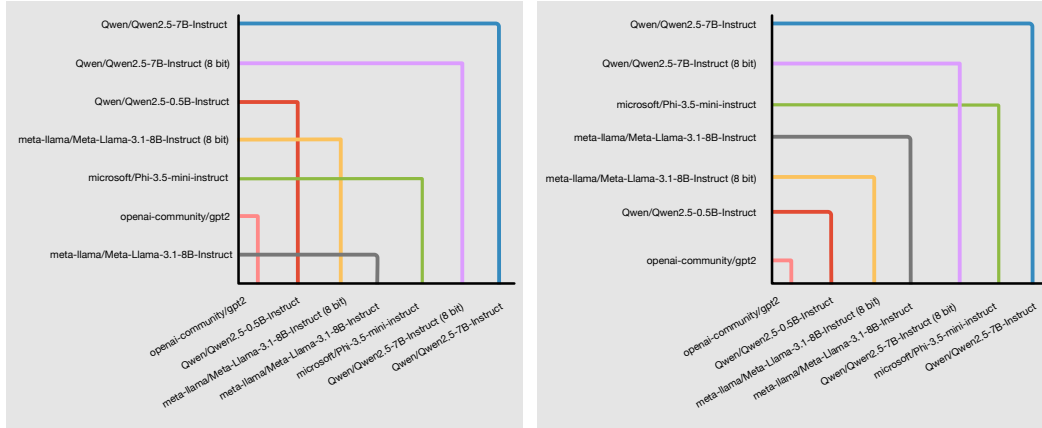 Qwen/Qwen2.5-7B-Instruct
Qwen/Qwen2.5-7B-Instruct (8 bit)
Qwen/Qwen2.5-0.5B-Instruct
meta-llama/Meta-Llama-3.1-8B-Instruct (8 bit)
microsoft/Phi-3.5-mini-instruct
openai-community/gpt2
meta-llama/Meta-Llama-3.1-8B-Instruct
openai-community/gpt2
Qwen/Qwen2.5-0.5B-Instruct
meta-llama/Meta-Llama-3.1-8B-Instruct (8 bit)
meta-llama/Meta-Llama-3.1-8B-Instruct
microsoft/Phi-3.5-mini-instruct
Qwen/Qwen2.5-7B-Instruct (8 bit)
Qwen/Qwen2.5-7B-Instruct
Qwen/Qwen2.5-7B-Instruct
Qwen/Qwen2.5-7B-Instruct (8 bit)
microsoft/Phi-3.5-mini-instruct
meta-llama/Meta-Llama-3.1-8B-Instruct
meta-llama/Meta-Llama-3.1-8B-Instruct (8 bit)
Qwen/Qwen2.5-0.5B-Instruct
openai-community/gpt2
openai-community/gpt2
Qwen/Qwen2.5-0.5B-Instruct
meta-llama/Meta-Llama-3.1-8B-Instruct (8 bit)
meta-llama/Meta-Llama-3.1-8B-Instruct
Qwen/Qwen2.5-7B-Instruct (8 bit)
microsoft/Phi-3.5-mini-instruct
Qwen/Qwen2.5-7B-Instruct